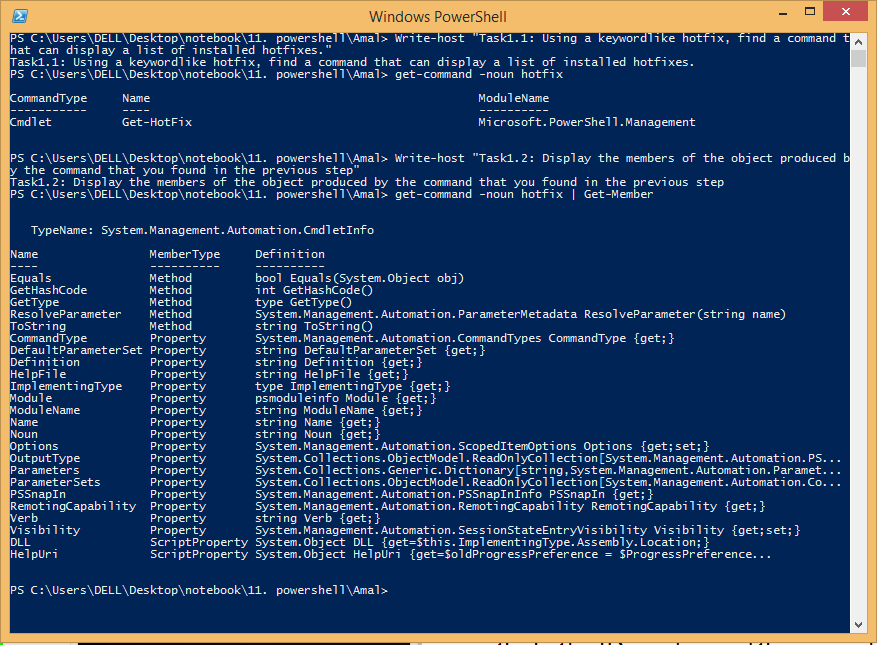 Windows PowerShell
PS C:\Users\DELL\Desktop\notebook\11. powershell\Amal> Write-host "Task1.1: Using a keywordlike hotfix, find a command t
hat can display a list of installed hotfixes."
Task1.1: Using a keywordlike hotfix, find a command that can display a list of installed hotfixes.
PS C:\Users\DELL\Desktop\notebook\11. powershell\Amal> get-command -noun hotfix
CommandType     Name                                               ModuleName
-----------     ----                                               ----------
Cmdlet          Get-HotFix                                         Microsoft.PowerShell.Management
PS C:\Users\DELL\Desktop\notebook\11. powershell\Amal> Write-host "Task1.2: Display the members of the object produced b
y the command that you found in the previous step"
Task1.2: Display the members of the object produced by the command that you found in the previous step
PS C:\Users\DELL\Desktop\notebook\11. powershell\Amal> get-command -noun hotfix | Get-Member
   TypeName: System.Management.Automation.CmdletInfo
Name                MemberType     Definition
----                ----------     ----------
Equals              Method         bool Equals(System.Object obj)
GetHashCode         Method         int GetHashCode()
GetType             Method         type GetType()
ResolveParameter    Method         System.Management.Automation.ParameterMetadata ResolveParameter(string name)
ToString            Method         string ToString()
CommandType         Property       System.Management.Automation.CommandTypes CommandType {get;}
DefaultParameterSet Property       string DefaultParameterSet {get;}
Definition          Property       string Definition {get;}
HelpFile            Property       string HelpFile {get;}
ImplementingType    Property       type ImplementingType {get;}
Module              Property       psmoduleinfo Module {get;}
ModuleName          Property       string ModuleName {get;}
Name                Property       string Name {get;}
Noun                Property       string Noun {get;}
Options             Property       System.Management.Automation.ScopedItemOptions Options {get;set;}
OutputType          Property       System.Collections.ObjectModel.ReadOnlyCollection[System.Management.Automation.PS...
Parameters          Property       System.Collections.Generic.Dictionary[string,System.Management.Automation.Paramet...
ParameterSets       Property       System.Collections.ObjectModel.ReadOnlyCollection[System.Management.Automation.Co...
PSSnapIn            Property       System.Management.Automation.PSSnapInInfo PSSnapIn {get;}
RemotingCapability  Property       System.Management.Automation.RemotingCapability RemotingCapability {get;}
Verb                Property       string Verb {get;}
Visibility          Property       System.Management.Automation.SessionStateEntryVisibility Visibility {get;set;}
DLL                 ScriptProperty System.Object DLL {get=$this.ImplementingType.Assembly.Location;}
HelpUri             ScriptProperty System.Object HelpUri {get=$oldProgressPreference = $ProgressPreference...
PS C:\Users\DELL\Desktop\notebook\11. powershell\Amal>